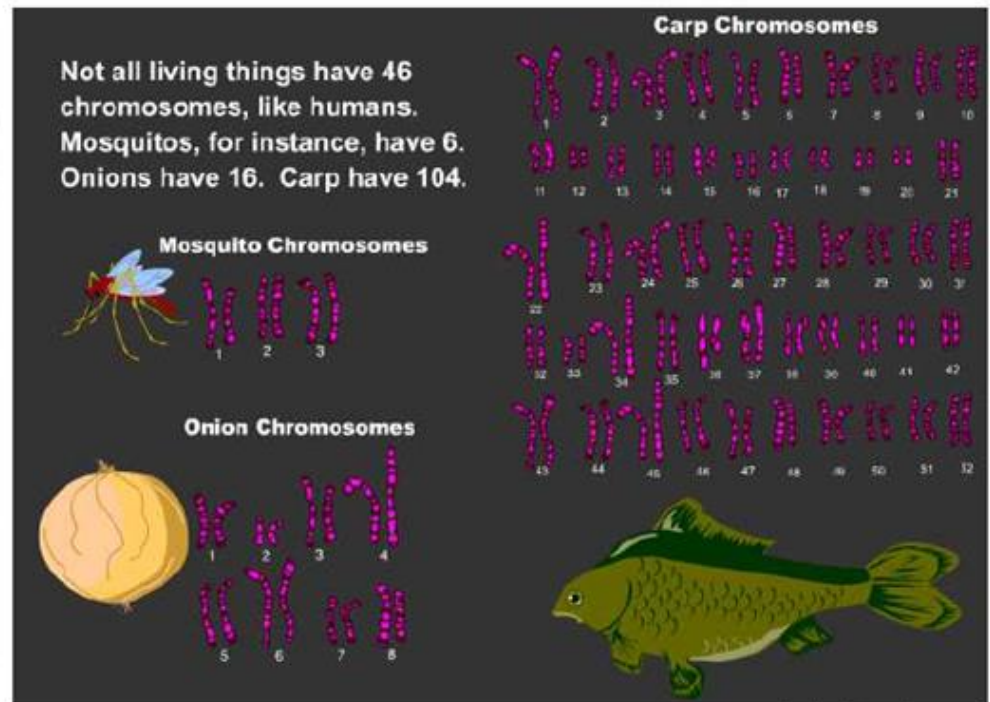 Carp Chromosomes
Not all living things have 46
chromosomes, like humans.
Mosquitos, for instance, have 6.
Onions have 16. Carp have 104.
1 2 3 4 5 6 7 8 9 10
11 12 13 14 15 16 17 18 19 20 21
Mosquito Chromosomes
1 2 3
22 23 24 25 26 27 28 29 30 31
32 33 34 35 36 37 38 39 40 41 42
Onion Chromosomes
1 2 3 4
5 6 7 8
43 44 45 46 47 48 49 50 51 52